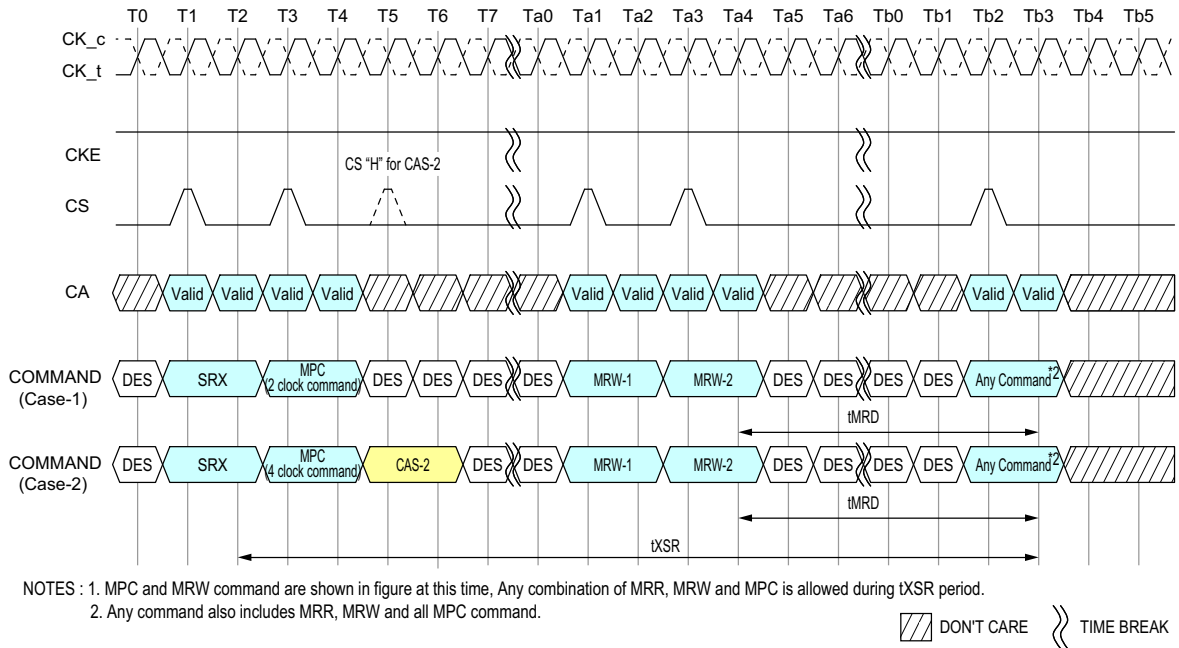 T0 T1 T2 T3 T4 T5 T6 T7 Ta0 Ta1 Ta2 Ta3 Ta4 Ta5 Ta6 Tb0 Tb1 Tb2 Tb3 Tb4 Tb5
CK_c
CK_t
CKE
CS "H" for CAS-2
CS
CA Valid Valid Valid Valid Valid Valid Valid Valid Valid Valid
COMMAND (Case-1) DES SRX MPC (2 clock command) DES DES DES DES MRW-1 MRW-2 DES DES DES DES Any Command*2
tMRD
COMMAND (Case-2) DES SRX MPC (4 clock command) CAS-2 DES DES MRW-1 MRW-2 DES DES DES DES Any Command*2
tMRD
tXSR
NOTES : 1. MPC and MRW command are shown in figure at this time, Any combination of MRR, MRW and MPC is allowed during tXSR period.
2. Any command also includes MRR, MRW and all MPC command.
DON'T CARE TIME BREAK